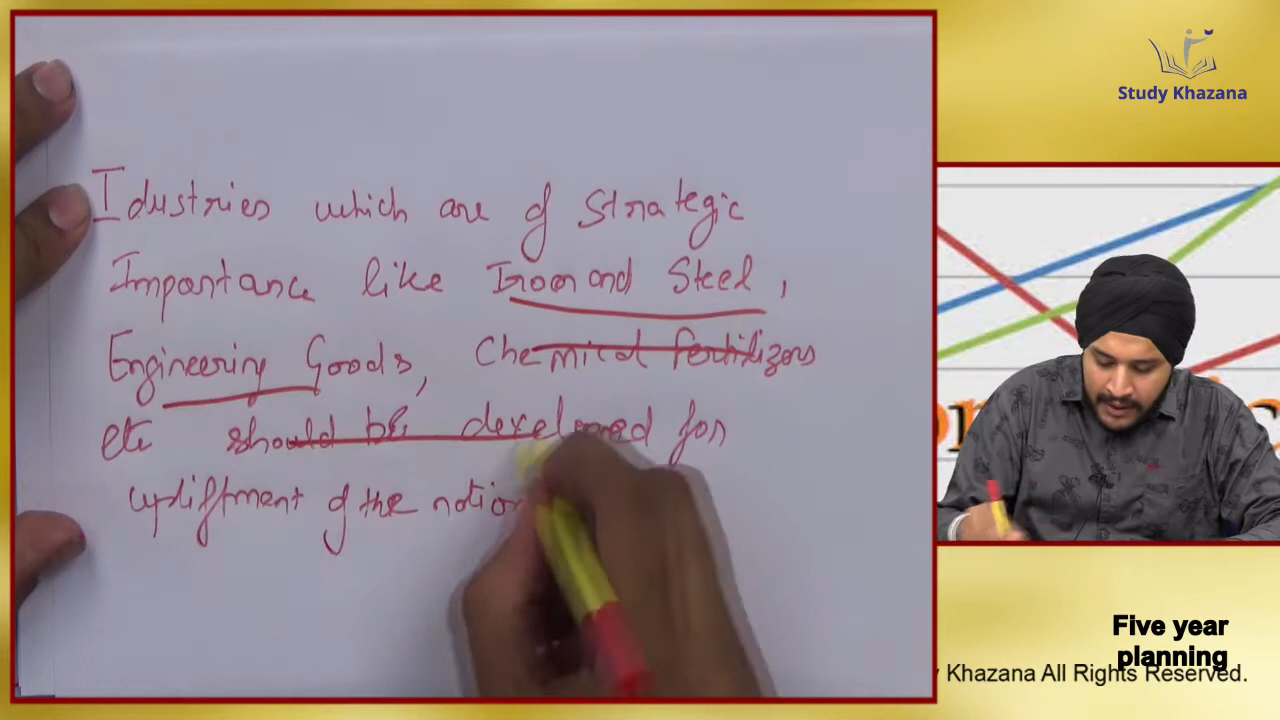 Study Khazana
Idustries which are of Strategic
Importance like Iron and Steel,
Engineering Goods, Chemical fertilizors
etc should be developed for
upliftment of the nation
Five year
planning
Khazana All Rights Reserved.